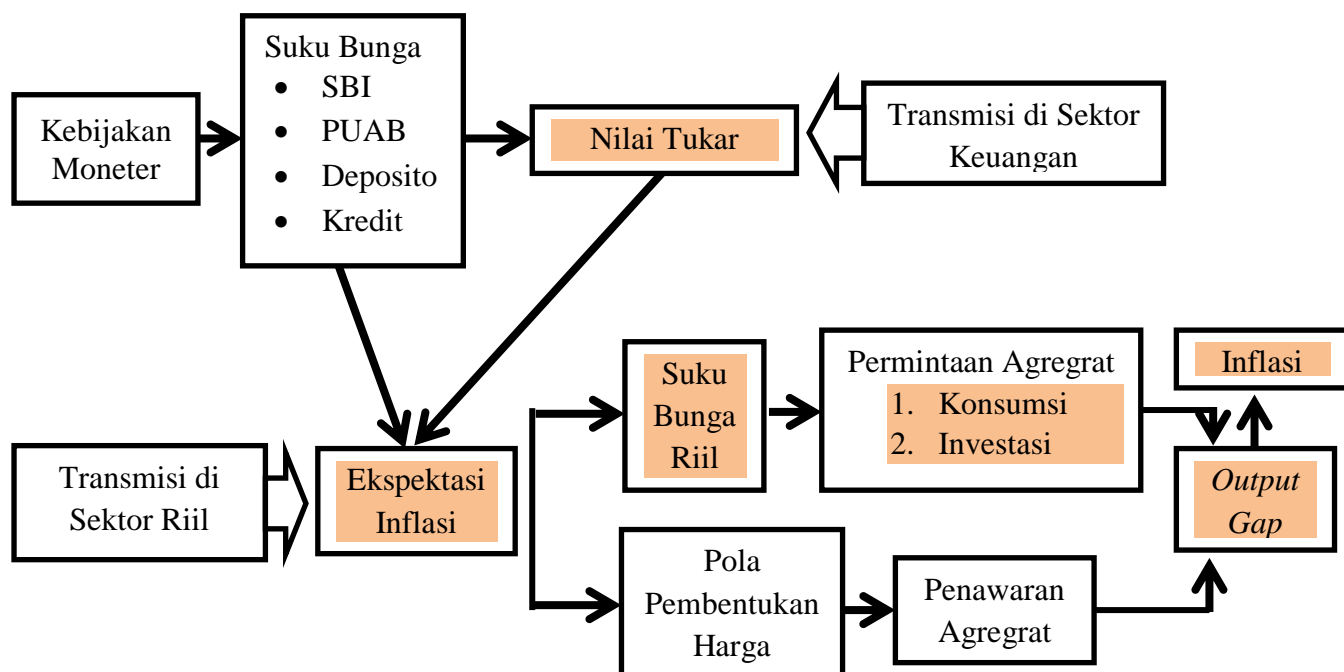 Kebijakan
Moneter
Suku Bunga
• SBI
• PUAB
• Deposito
• Kredit
Nilai Tukar
Transmisi di Sektor
Keuangan
Transmisi di
Sektor Riil
Ekspektasi
Inflasi
Suku
Bunga
Riil
Permintaan Agregrat
1. Konsumsi
2. Investasi
Inflasi
Output
Gap
Pola
Pembentukan
Harga
Penawaran
Agregrat